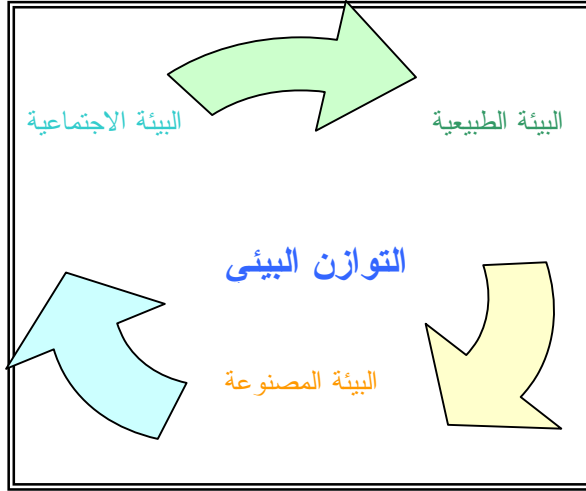 البيئة الطبيعية
البيئة الاجتماعية
التوازن البيئى
البيئة المصنوعة